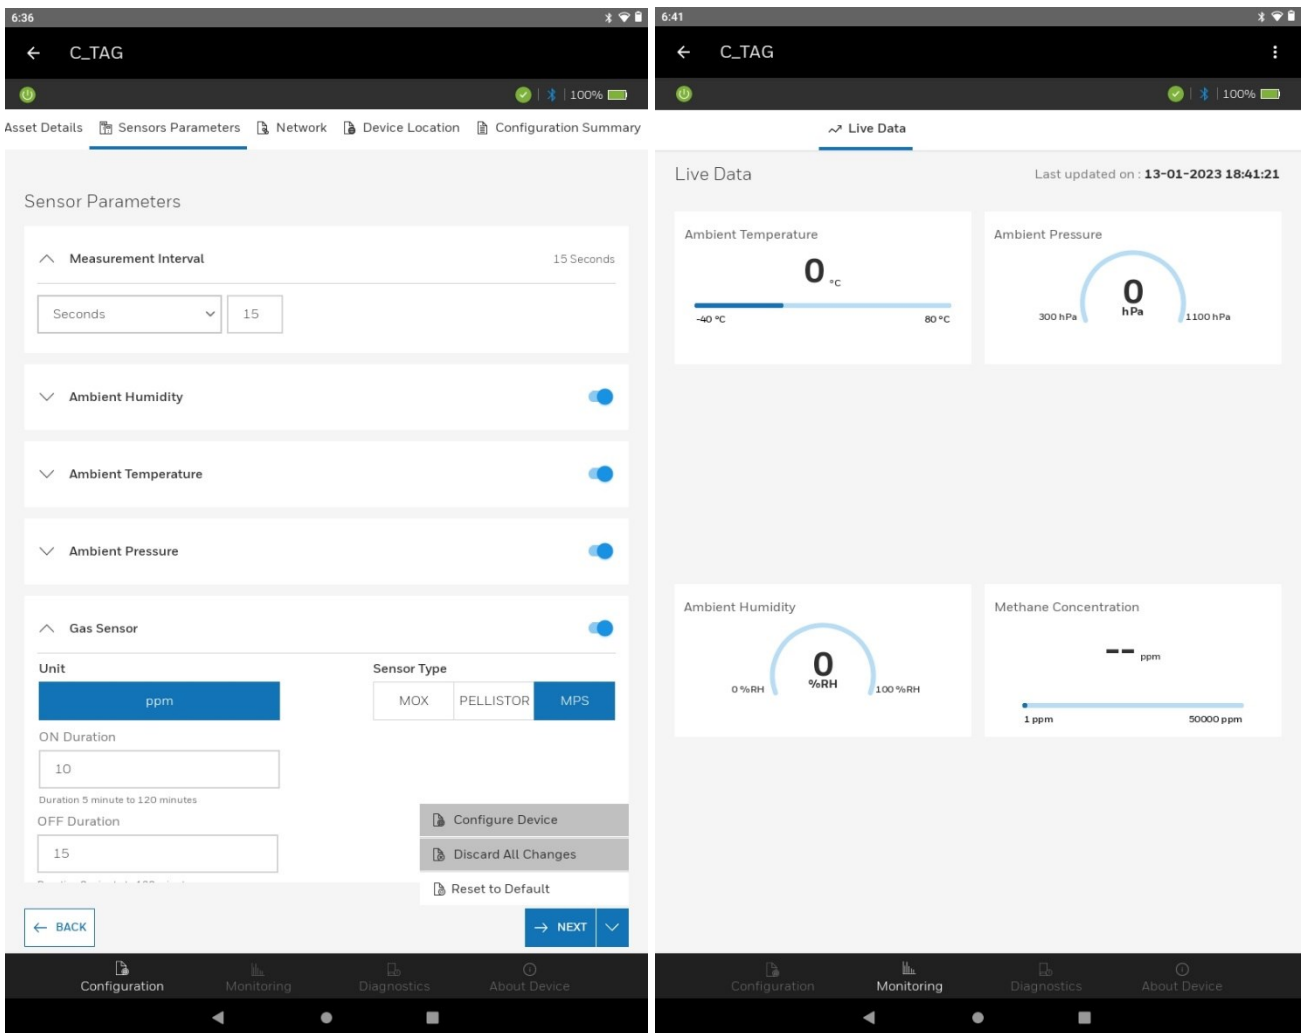 6:36
C_TAG
100%
Asset Details Sensors Parameters Network Device Location Configuration Summary
Sensor Parameters
Measurement Interval 15 Seconds
Seconds 15
Ambient Humidity
Ambient Temperature
Ambient Pressure
Gas Sensor
Unit Sensor Type
ppm MOX PELLISTOR MPS
ON Duration
10
Duration 5 minute to 120 minutes
OFF Duration
15
Configure Device
Discard All Changes
Reset to Default
BACK NEXT
Configuration Monitoring Diagnostics About Device
6:41
C_TAG
100%
Live Data
Live Data Last updated on : 13-01-2023 18:41:21
Ambient Temperature
0 °C
-40 °C 80 °C
Ambient Pressure
0
hPa
300 hPa 1100 hPa
Ambient Humidity
0
%RH
0 %RH 100 %RH
Methane Concentration
-- ppm
1 ppm 50000 ppm
Configuration Monitoring Diagnostics About Device